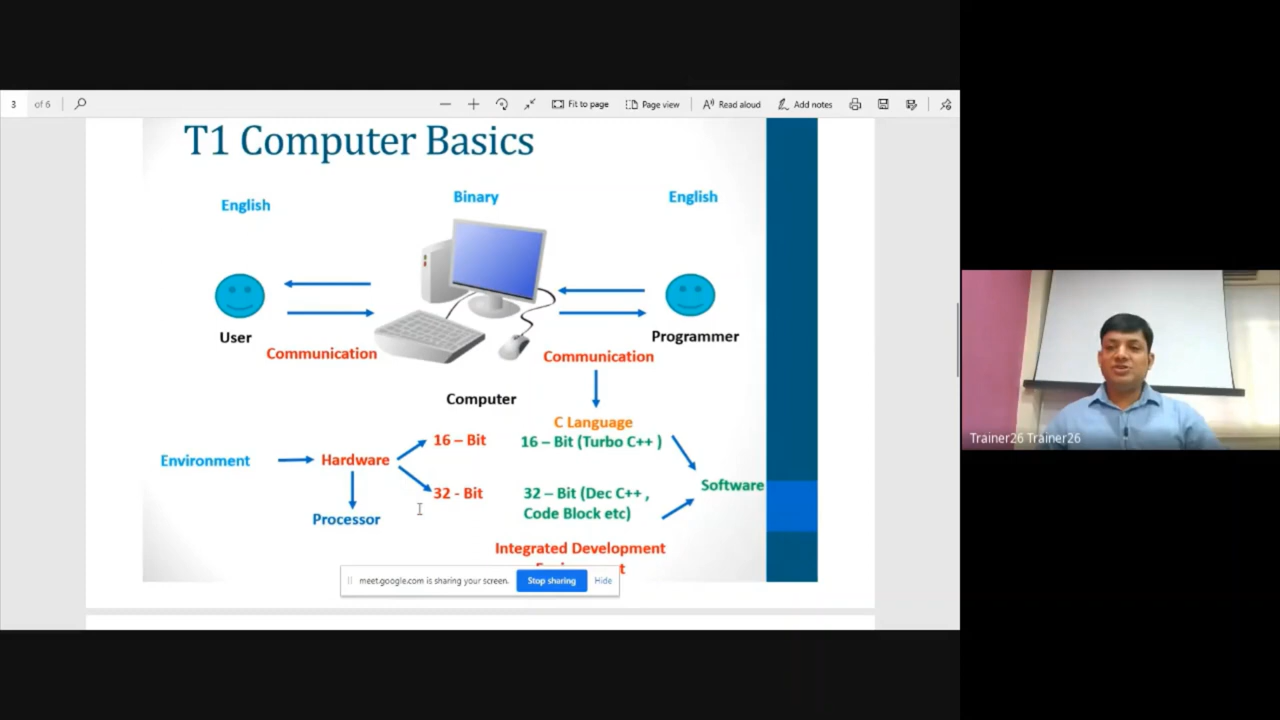 3 of 6 Fit to page Page view Read aloud Add notes
T1 Computer Basics
English Binary English
User Programmer
Communication Communication
Computer
C Language
16 – Bit 16 – Bit (Turbo C++ )
Environment Hardware
Software
32 - Bit 32 – Bit (Dec C++ ,
Code Block etc)
Processor
Integrated Development
meet.google.com is sharing your screen. Stop sharing Hide
Trainer26 Trainer26